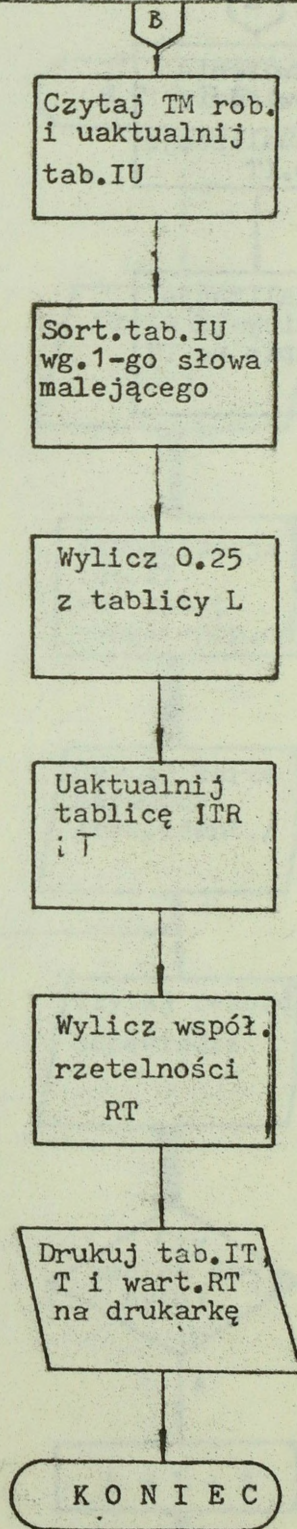 B
Czytaj TM rob.
i uaktualnij
tab.IU
Sort.tab.IU
wg.1-go słowa
malejącego
Wylicz 0.25
z tablicy L
Uaktualnij
tablicę ITR
i T
Wylicz współ.
rzetelności
RT
Drukuj tab.IT,
T i wart.RT
na drukarkę
K O N I E C